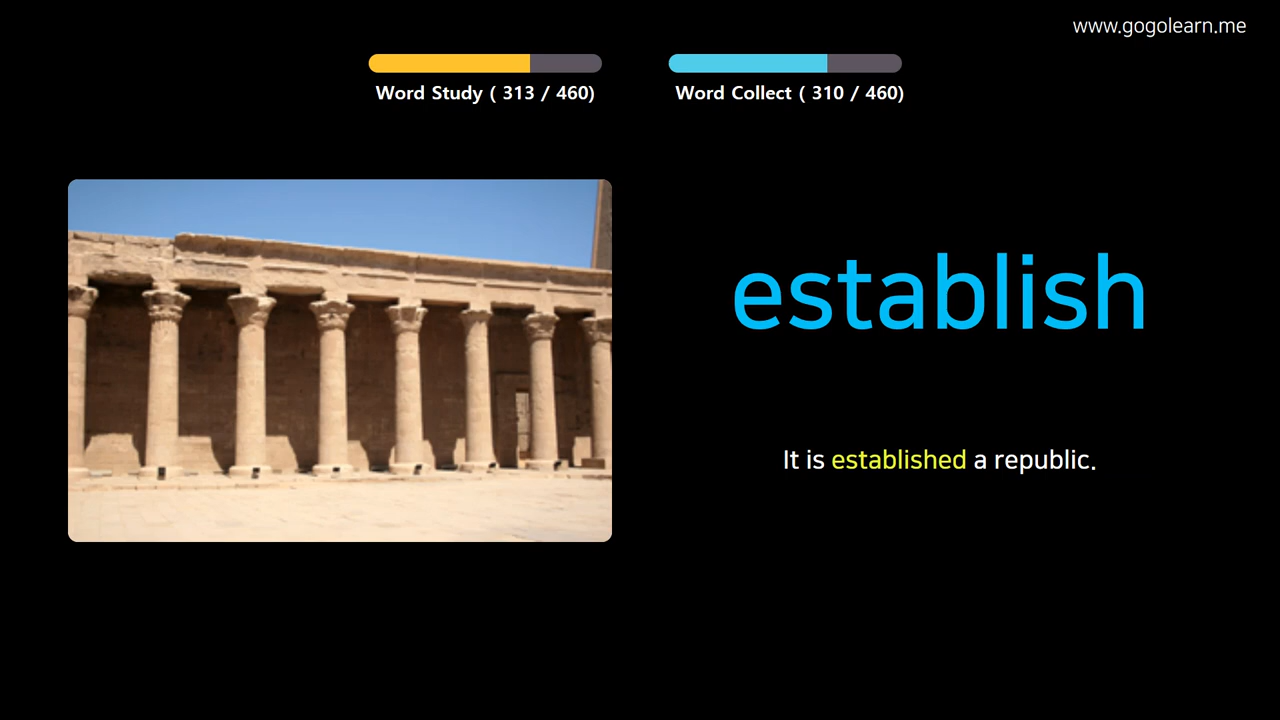 www.gogolearn.me
Word Study ( 313 / 460)
Word Collect ( 310 / 460)
establish
It is established a republic.